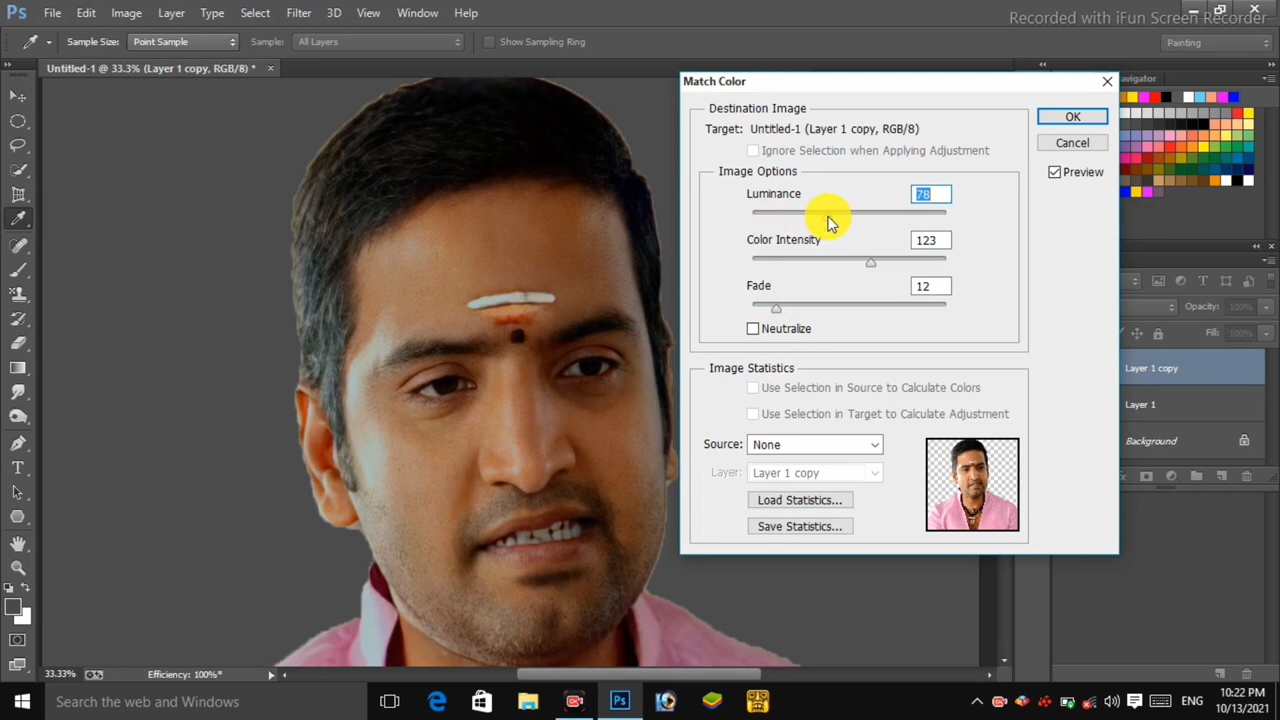 Ps File Edit Image Layer Type Select Filter 3D View Window Help
Recorded with iFun Screen Recorder
Sample Size: Point Sample Sample: All Layers Show Sampling Ring Painting
Untitled-1 @ 33.3% (Layer 1 copy, RGB/8) * ×
Match Color
Destination Image
Target: Untitled-1 (Layer 1 copy, RGB/8)
Ignore Selection when Applying Adjustment
Image Options
Luminance 78
Color Intensity 123
Fade 12
Neutralize
Image Statistics
Use Selection in Source to Calculate Colors
Use Selection in Target to Calculate Adjustment
Source: None
Layer: Layer 1 copy
Load Statistics...
Save Statistics...
OK
Cancel
Preview
avigator
Opacity: 100%
Fill: 100%
Layer 1 copy
Layer 1
Background
33.33% Efficiency: 100%*
Search the web and Windows
ENG
10:22 PM
10/13/2021